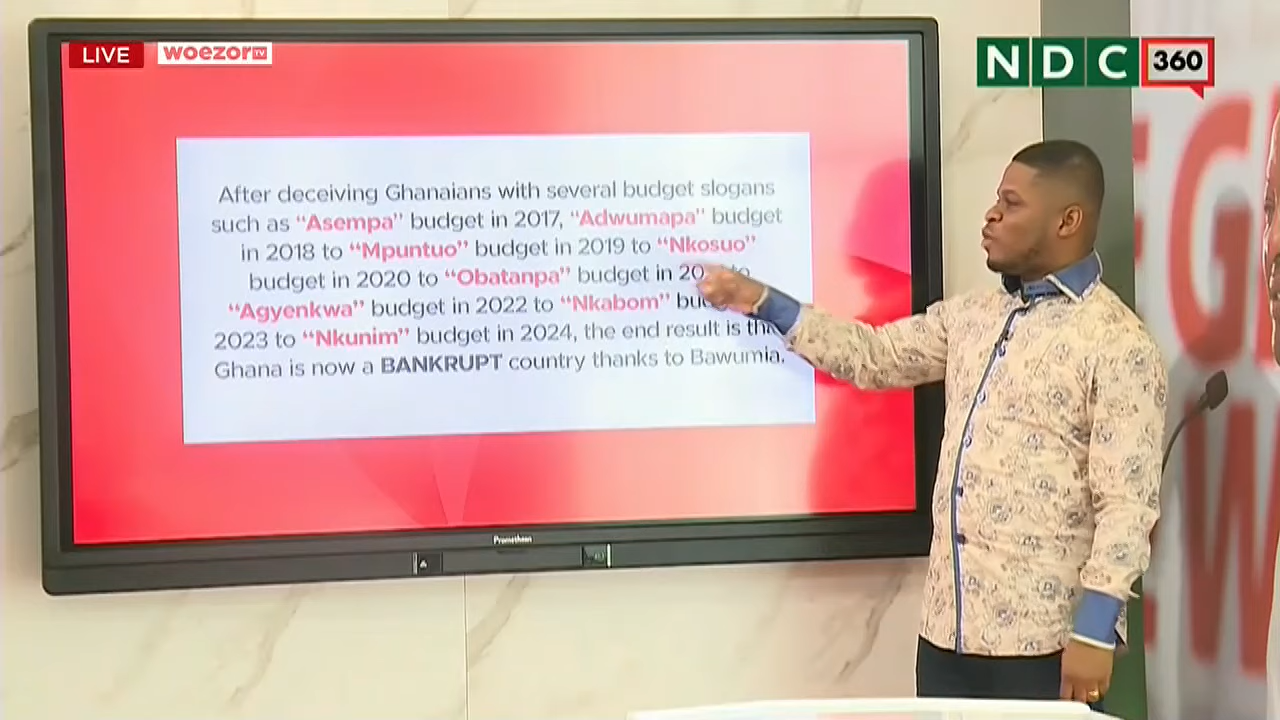 LIVE
woezor TV
NDC 360
After deceiving Ghanaians with several budget slogans
such as “Asempa” budget in 2017, “Adwumapa” budget
in 2018 to “Mpuntuo” budget in 2019 to “Nkosuo”
budget in 2020 to “Obatanpa” budget in to
“Agyenkwa” budget in 2022 to “Nkabom”
2023 to “Nkunim” budget in 2024, the end result is
Ghana is now a BANKRUPT country thanks to Bawumia.
Promethean